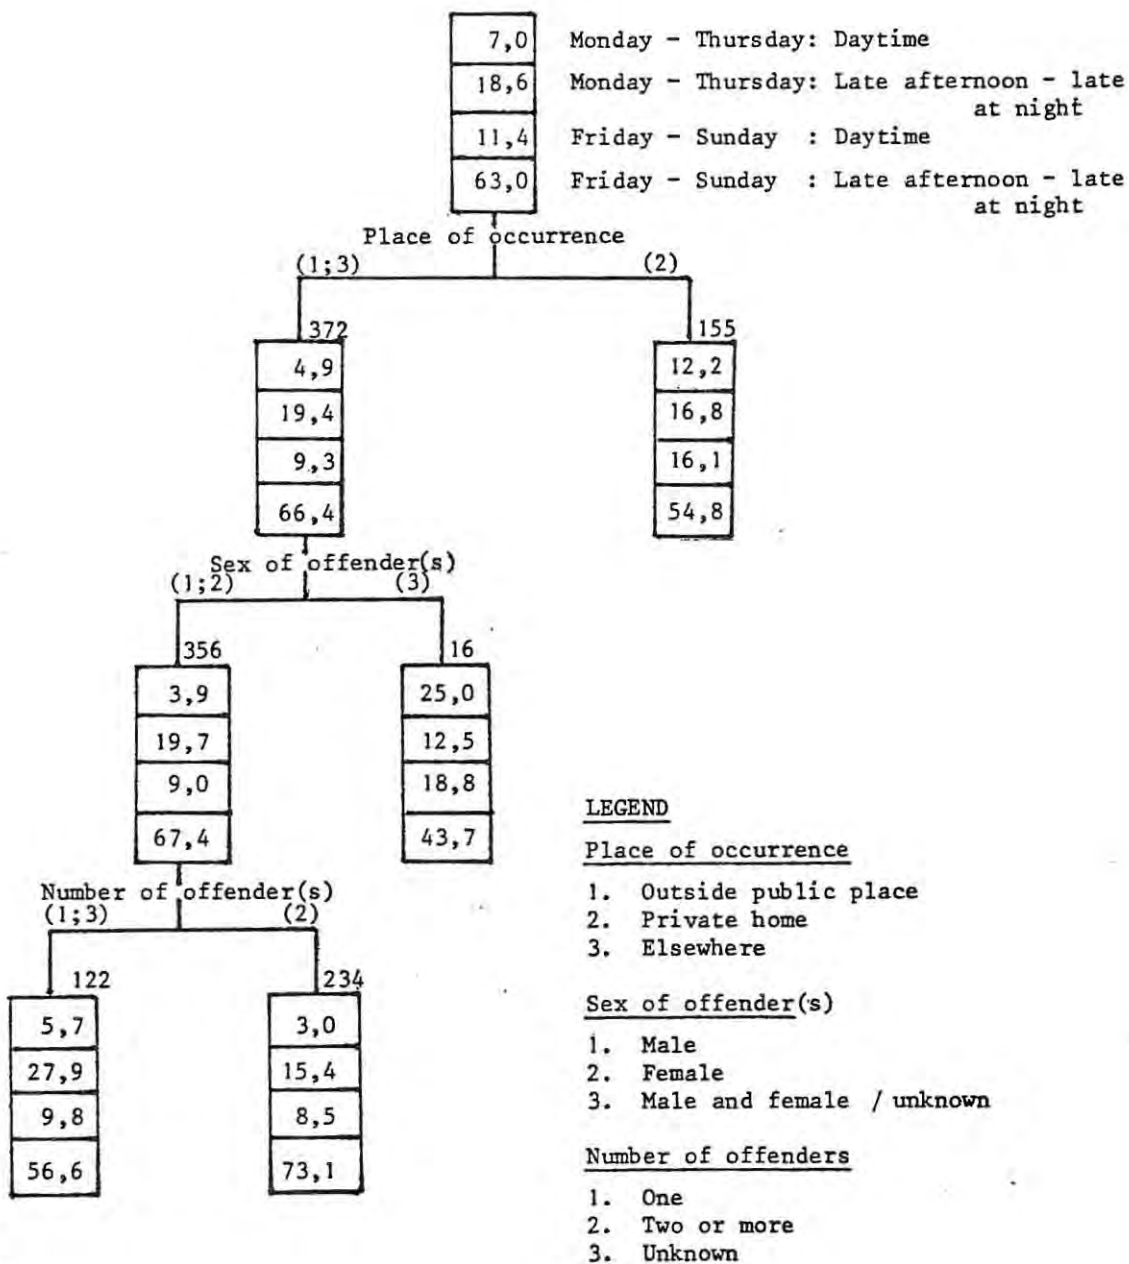 7,0 Monday - Thursday: Daytime
18,6 Monday - Thursday: Late afternoon - late
at night
11,4 Friday - Sunday : Daytime
63,0 Friday - Sunday : Late afternoon - late
at night
Place of occurrence
(1;3) (2)
372 155
4,9 12,2
19,4 16,8
9,3 16,1
66,4 54,8
Sex of offender(s)
(1;2) (3)
356 16
3,9 25,0
19,7 12,5
9,0 18,8
67,4 43,7
Number of offender(s)
(1;3) (2)
122 234
5,7 3,0
27,9 15,4
9,8 8,5
56,6 73,1
LEGEND
Place of occurrence
1. Outside public place
2. Private home
3. Elsewhere
Sex of offender(s)
1. Male
2. Female
3. Male and female / unknown
Number of offenders
1. One
2. Two or more
3. Unknown